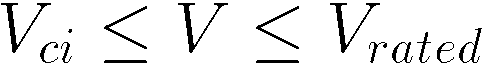 V_{ci} ≤ V ≤ V_{rated}